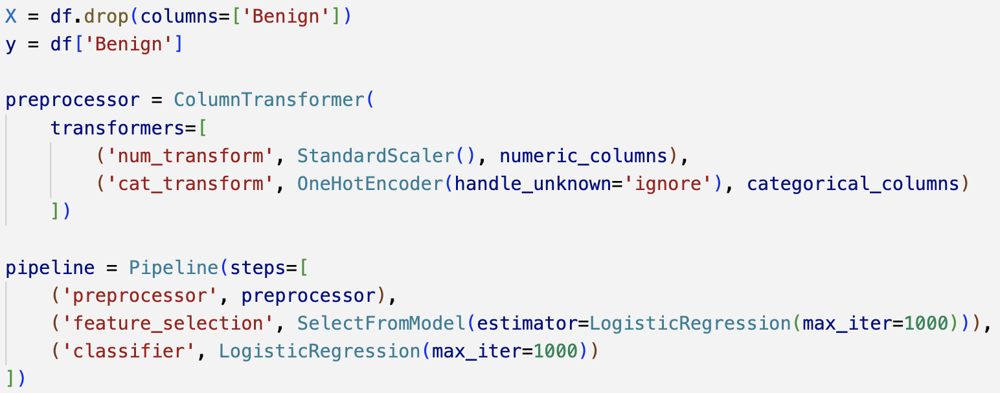 X = df.drop(columns=['Benign'])
y = df['Benign']
preprocessor = ColumnTransformer(
    transformers=[
        ('num_transform', StandardScaler(), numeric_columns),
        ('cat_transform', OneHotEncoder(handle_unknown='ignore'), categorical_columns)
    ])
pipeline = Pipeline(steps=[
    ('preprocessor', preprocessor),
    ('feature_selection', SelectFromModel(estimator=LogisticRegression(max_iter=1000))),
    ('classifier', LogisticRegression(max_iter=1000))
])